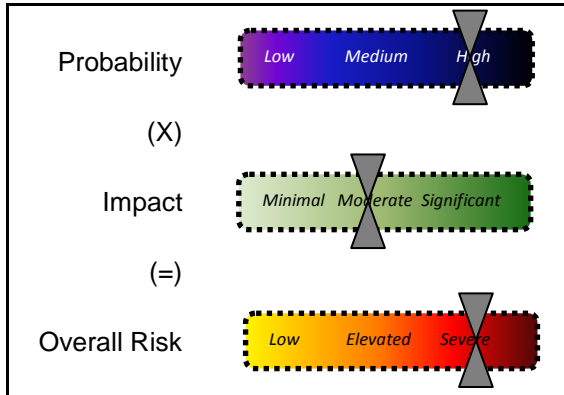 Probability
Low Medium High
(X)
Impact
Minimal Moderate Significant
(=)
Overall Risk
Low Elevated Severe